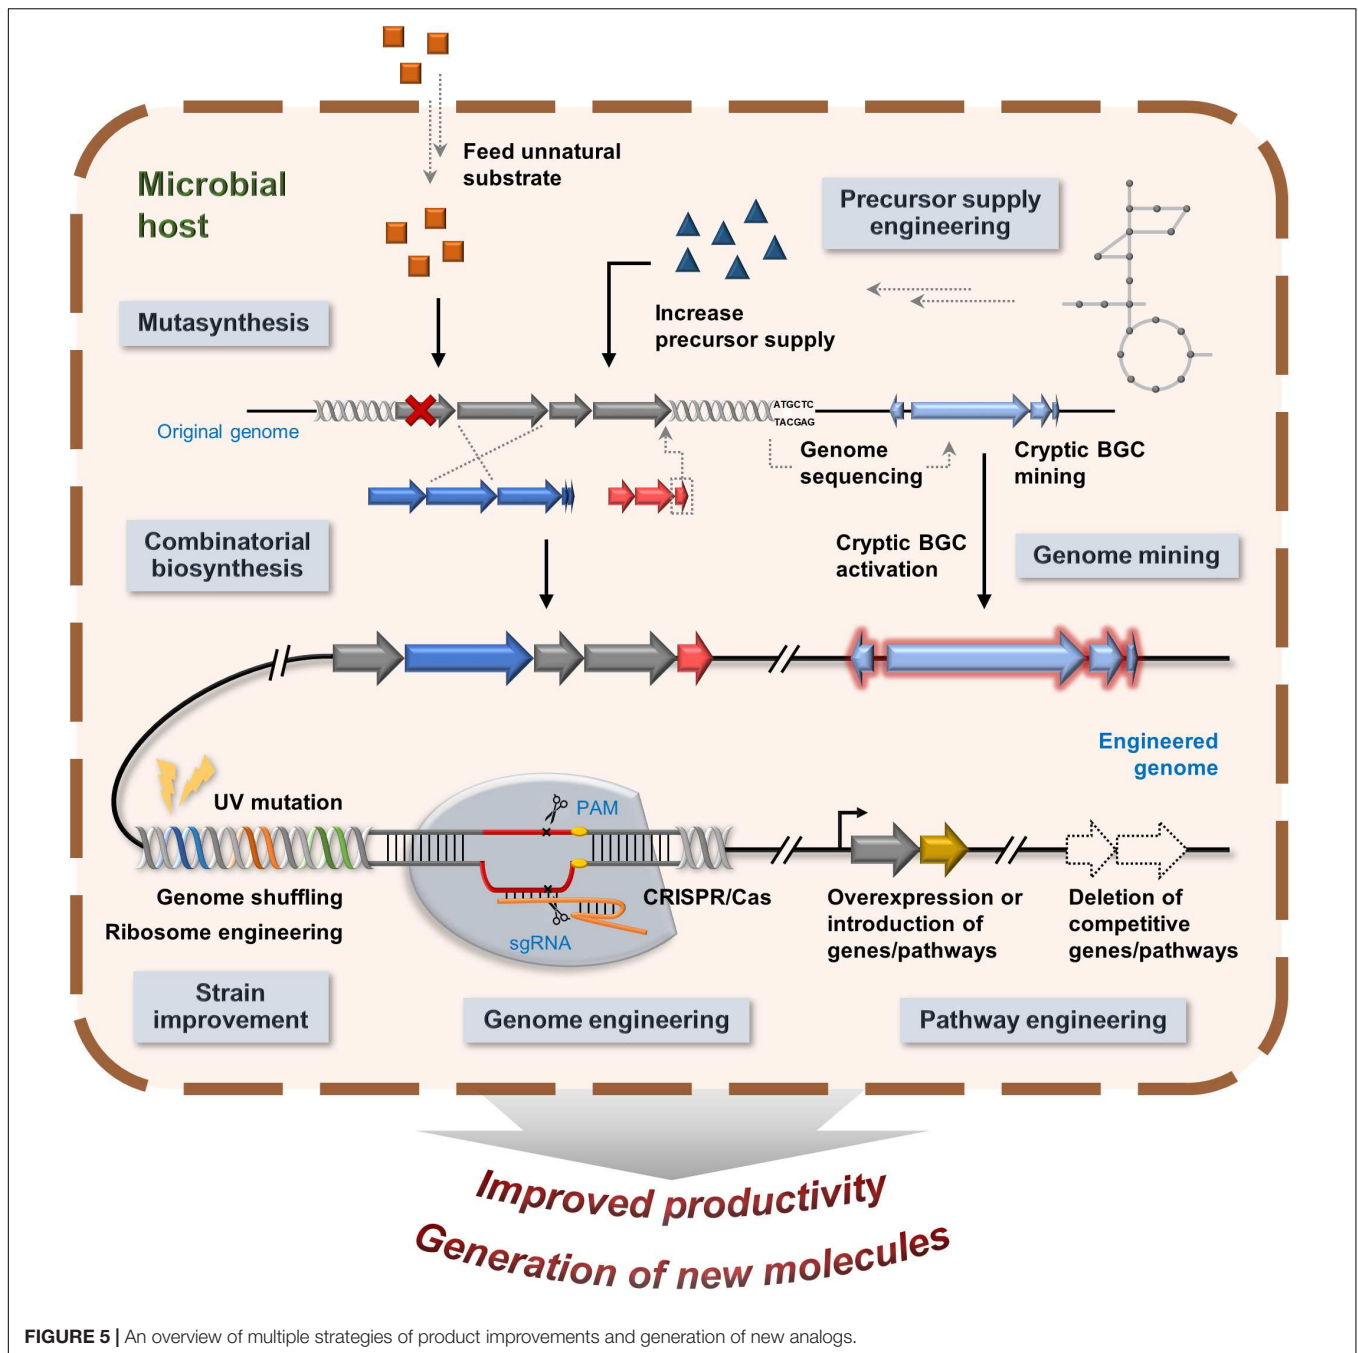 Feed unnatural
substrate
Microbial
host
Precursor supply
engineering
Mutasynthesis
Increase
precursor supply
ATGCTC
TACGAG
Original genome
Genome
sequencing
Cryptic BGC
mining
Combinatorial
biosynthesis
Cryptic BGC
activation
Genome mining
Engineered
genome
UV mutation
PAM
Genome shuffling
Ribosome engineering
CRISPR/Cas
sgRNA
Overexpression or
introduction of
genes/pathways
Deletion of
competitive
genes/pathways
Strain
improvement
Genome engineering
Pathway engineering
Improved productivity
Generation of new molecules
FIGURE 5 | An overview of multiple strategies of product improvements and generation of new analogs.